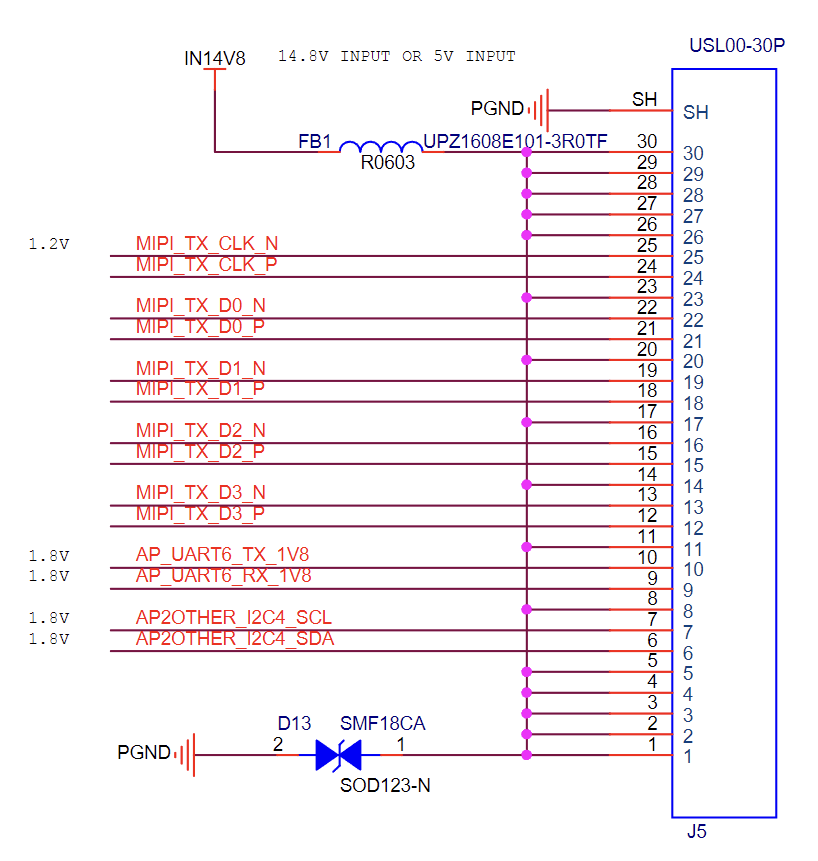 USL00-30P
IN14V8 14.8V INPUT OR 5V INPUT
PGND SH SH
FB1 UPZ1608E101-3R0TF 30 30
R0603
29 29
28 28
27 27
26 26
1.2V MIPI_TX_CLK_N 25 25
MIPI_TX_CLK_P 24 24
23 23
MIPI_TX_D0_N 22 22
MIPI_TX_D0_P 21 21
20 20
MIPI_TX_D1_N 19 19
MIPI_TX_D1_P 18 18
17 17
MIPI_TX_D2_N 16 16
MIPI_TX_D2_P 15 15
14 14
MIPI_TX_D3_N 13 13
MIPI_TX_D3_P 12 12
11 11
1.8V AP_UART6_TX_1V8 10 10
1.8V AP_UART6_RX_1V8 9 9
8 8
1.8V AP2OTHER_I2C4_SCL 7 7
1.8V AP2OTHER_I2C4_SDA 6 6
5 5
4 4
3 3
D13 SMF18CA 2 2
PGND 2 1 1 1
SOD123-N
J5